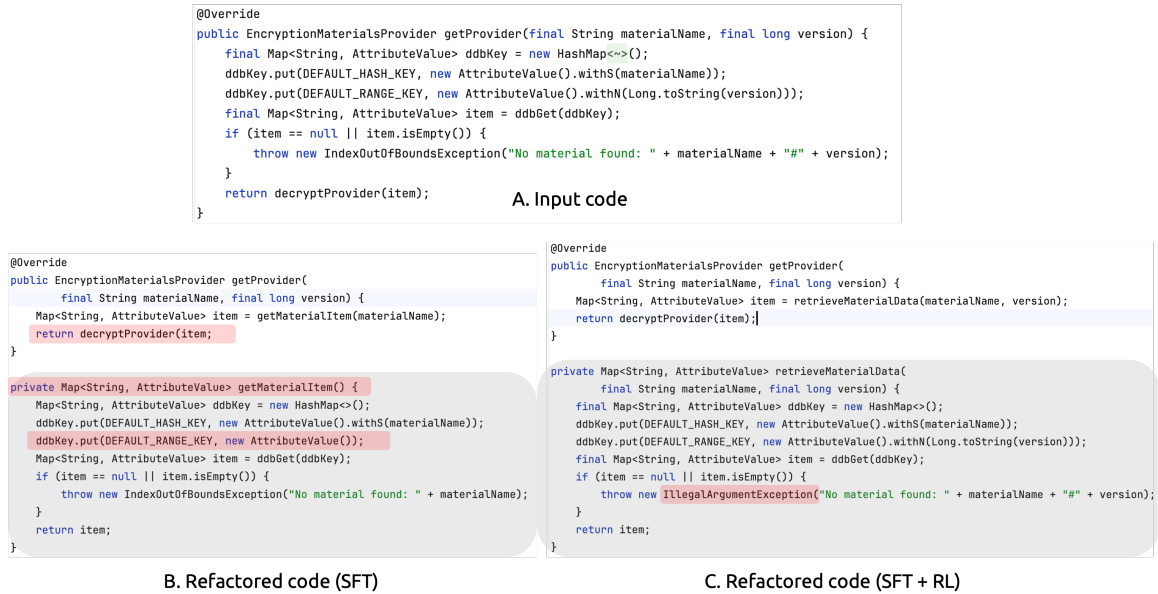 @Override
public EncryptionMaterialsProvider getProvider(final String materialName, final long version) {
final Map<String, AttributeValue> ddbKey = new HashMap<~>();
ddbKey.put(DEFAULT_HASH_KEY, new AttributeValue().withS(materialName));
ddbKey.put(DEFAULT_RANGE_KEY, new AttributeValue().withN(Long.toString(version)));
final Map<String, AttributeValue> item = ddbGet(ddbKey);
if (item == null || item.isEmpty()) {
throw new IndexOutOfBoundsException("No material found: " + materialName + "#" + version);
}
return decryptProvider(item);
}
A. Input code
@Override
public EncryptionMaterialsProvider getProvider(
final String materialName, final long version) {
Map<String, AttributeValue> item = getMaterialItem(materialName);
return decryptProvider(item;
}
private Map<String, AttributeValue> getMaterialItem() {
Map<String, AttributeValue> ddbKey = new HashMap<>();
ddbKey.put(DEFAULT_HASH_KEY, new AttributeValue().withS(materialName));
ddbKey.put(DEFAULT_RANGE_KEY, new AttributeValue());
Map<String, AttributeValue> item = ddbGet(ddbKey);
if (item == null || item.isEmpty()) {
throw new IndexOutOfBoundsException("No material found: " + materialName);
}
return item;
}
B. Refactored code (SFT)
@Override
public EncryptionMaterialsProvider getProvider(
final String materialName, final long version) {
Map<String, AttributeValue> item = retrieveMaterialData(materialName, version);
return decryptProvider(item);
}
private Map<String, AttributeValue> retrieveMaterialData(
final String materialName, final long version) {
final Map<String, AttributeValue> ddbKey = new HashMap<>();
ddbKey.put(DEFAULT_HASH_KEY, new AttributeValue().withS(materialName));
ddbKey.put(DEFAULT_RANGE_KEY, new AttributeValue().withN(Long.toString(version)));
final Map<String, AttributeValue> item = ddbGet(ddbKey);
if (item == null || item.isEmpty()) {
throw new IllegalArgumentException("No material found: " + materialName + "#" + version);
}
return item;
}
C. Refactored code (SFT + RL)